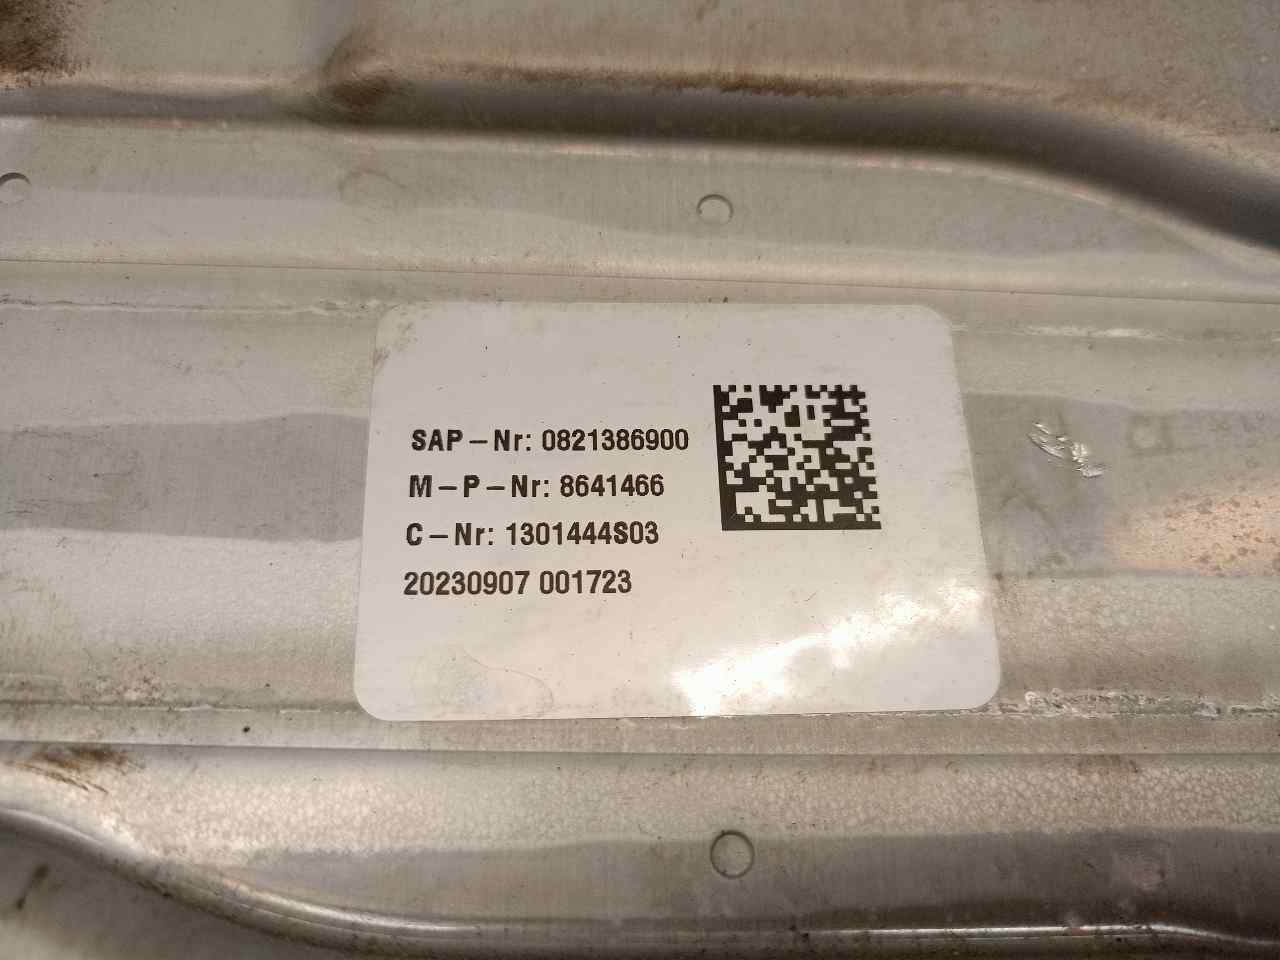 SAP-Nr: 0821386900
M-P-Nr: 8641466
C-Nr: 1301444S03
20230907 001723